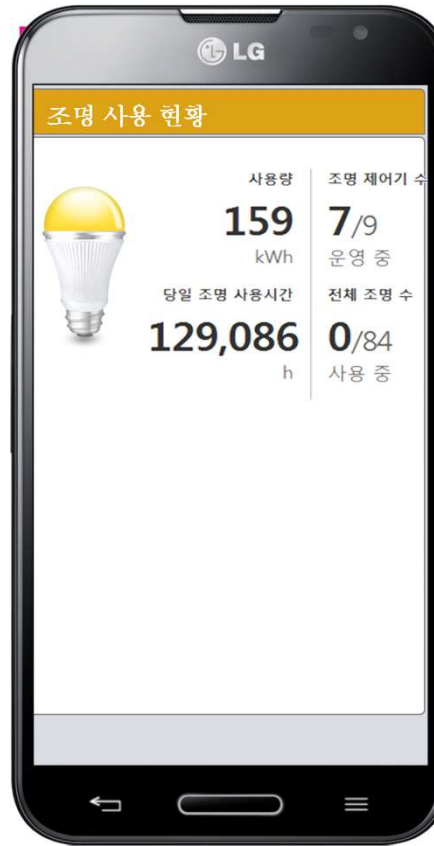 LG
조명 사용 현황
사용량
159
kWh
당일 조명 사용시간
129,086
h
조명 제어기 수
7/9
운영 중
전체 조명 수
0/84
사용 중